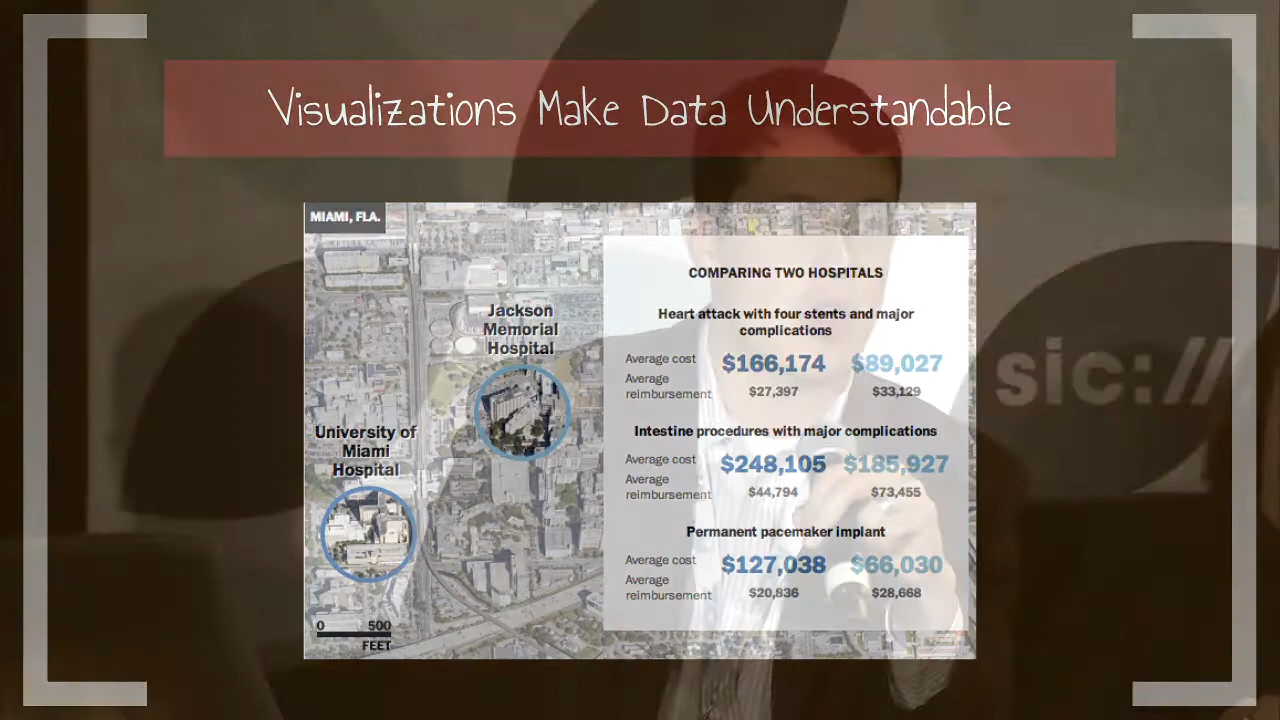 Visualizations Make Data Understandable
MIAMI, FLA.
Jackson
Memorial
Hospital
University of
Miami
Hospital
0 500
FEET
COMPARING TWO HOSPITALS
Heart attack with four stents and major
complications
Average cost $166,174 $89,027
Average
reimbursement $27,397 $33,129
Intestine procedures with major complications
Average cost $248,105 $185,927
Average
reimbursement $44,794 $73,455
Permanent pacemaker implant
Average cost $127,038 $66,030
Average
reimbursement $20,836 $28,668
sic://